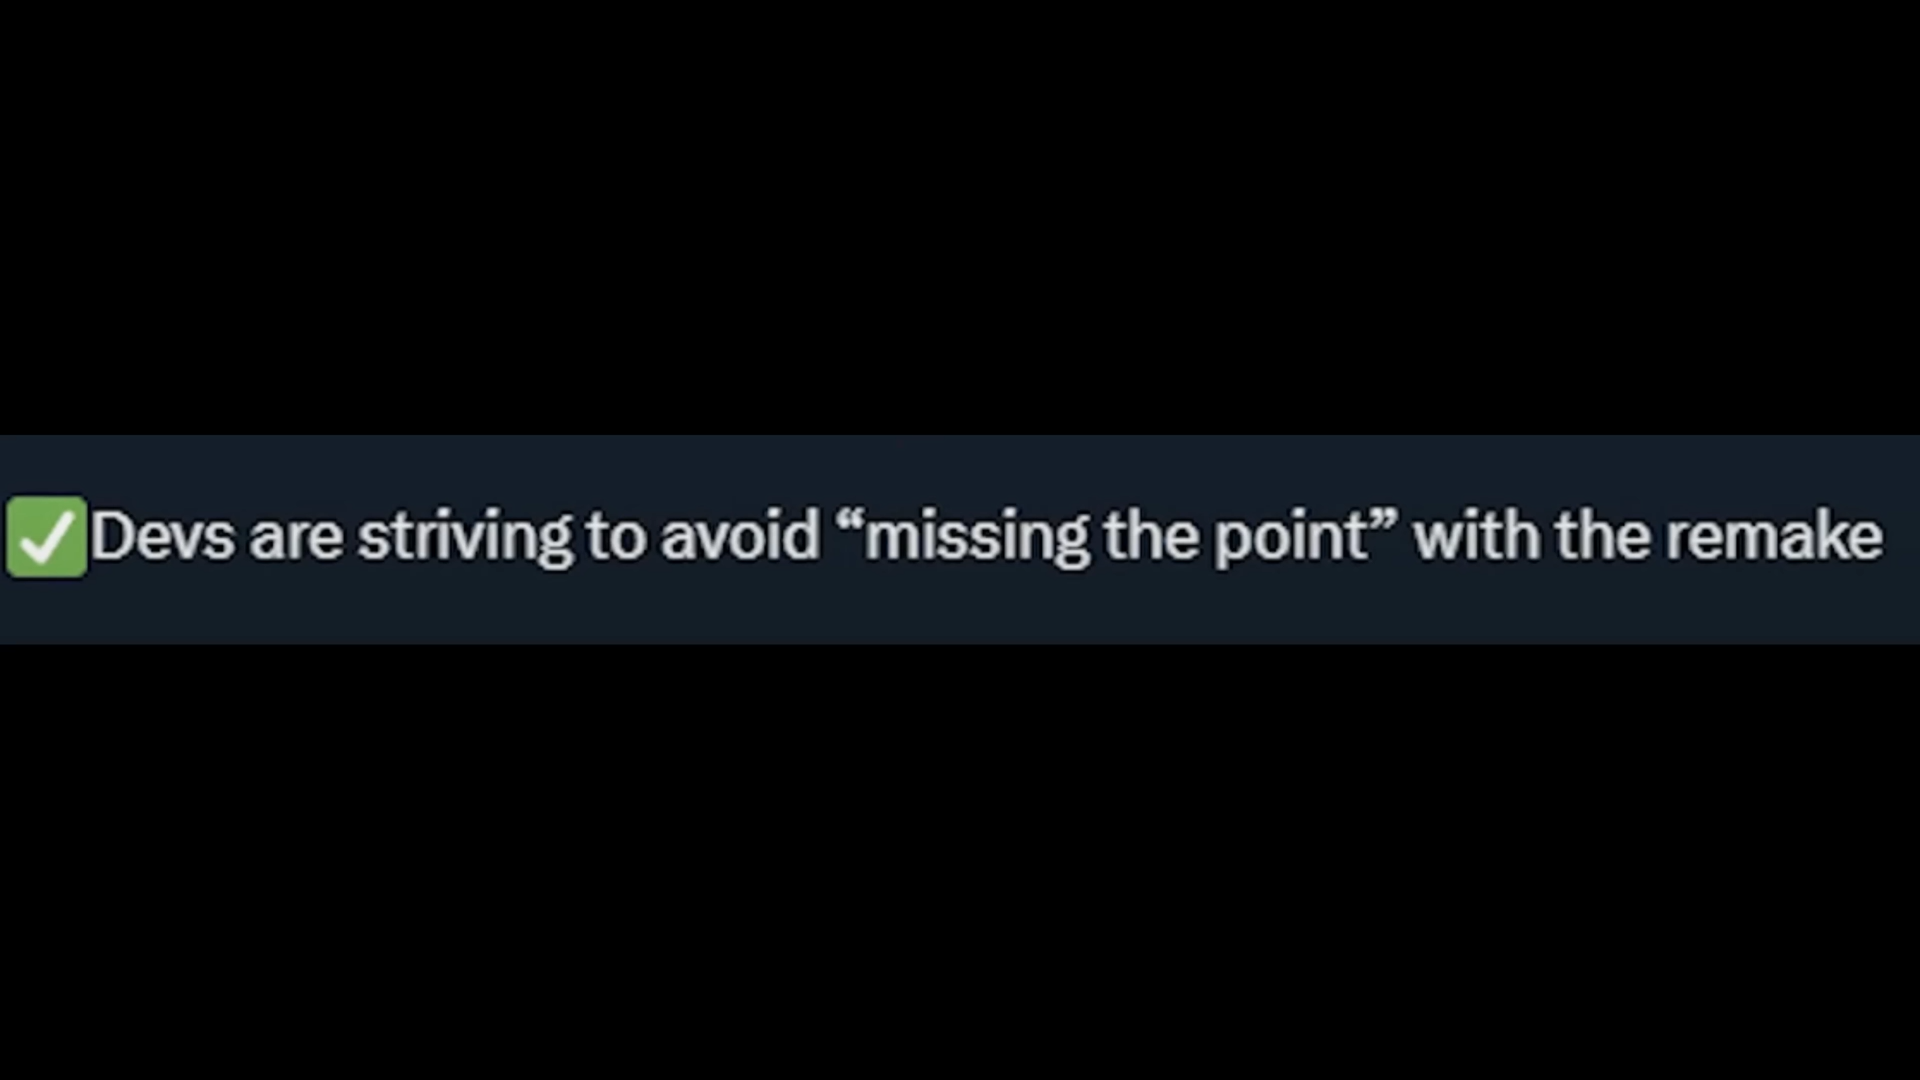 ✅Devs are striving to avoid “missing the point” with the remake